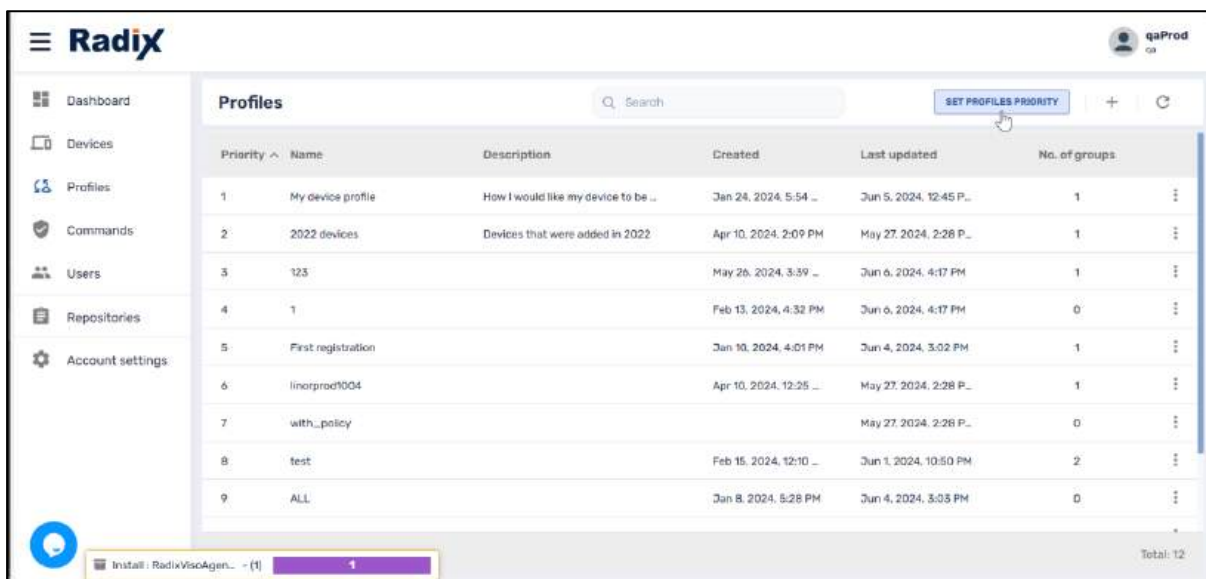 Radix
qaProd
qa
Dashboard
Devices
Profiles
Commands
Users
Repositories
Account settings
Profiles
Search
SET PROFILES PRIORITY
Priority Name Description Created Last updated No. of groups
1 My device profile How I would like my device to be ... Jan 24, 2024, 5:54 ... Jun 5, 2024, 12:45 P... 1
2 2022 devices Devices that were added in 2022 Apr 10, 2024, 2:09 PM May 27, 2024, 2:28 P... 1
3 123 May 26, 2024, 3:39 ... Jun 6, 2024, 4:17 PM 1
4 1 Feb 13, 2024, 4:32 PM Jun 6, 2024, 4:17 PM 0
5 First registration Jan 10, 2024, 4:01 PM Jun 4, 2024, 3:02 PM 1
6 linorprod1004 Apr 10, 2024, 12:25 ... May 27, 2024, 2:28 P... 1
7 with_policy May 27, 2024, 2:28 P... 0
8 test Feb 15, 2024, 12:10 ... Jun 1, 2024, 10:50 PM 2
9 ALL Jan 8, 2024, 5:28 PM Jun 4, 2024, 3:03 PM 0
Total: 12
Install : RadixVisoAgen... - (1) 1